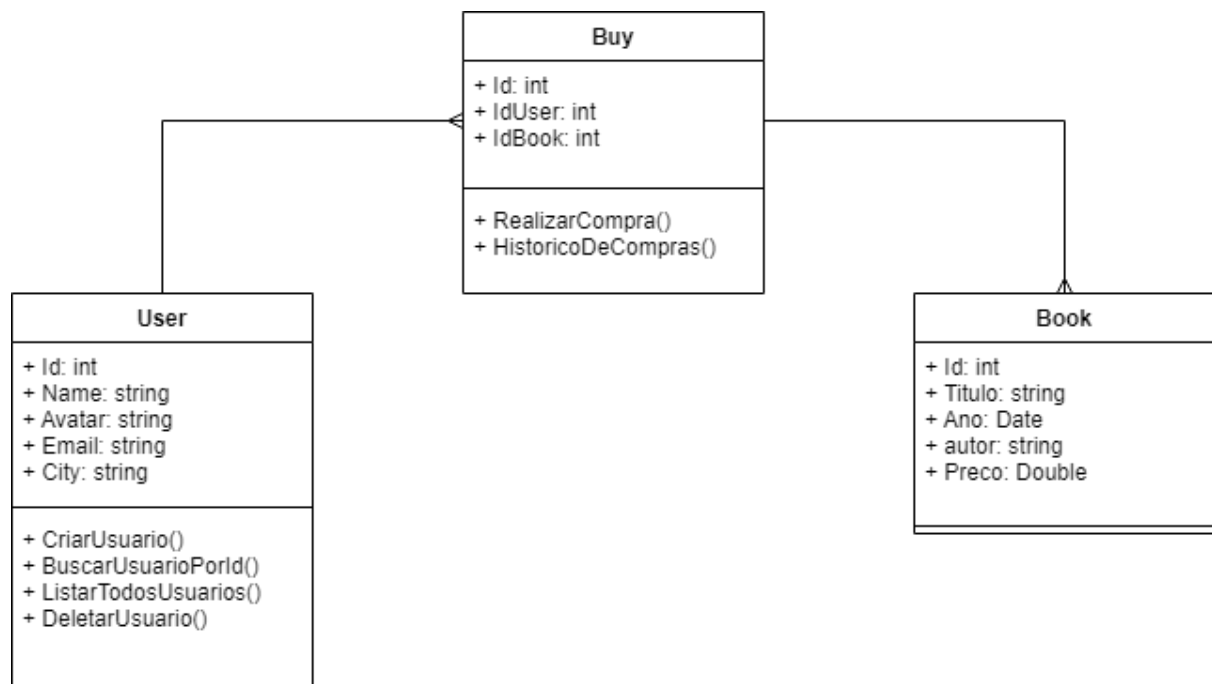 Buy
+ Id: int
+ IdUser: int
+ IdBook: int
+ RealizarCompra()
+ HistoricoDeCompras()
User
+ Id: int
+ Name: string
+ Avatar: string
+ Email: string
+ City: string
+ CriarUsuario()
+ BuscarUsuarioPorId()
+ ListarTodosUsuarios()
+ DeletarUsuario()
Book
+ Id: int
+ Titulo: string
+ Ano: Date
+ autor: string
+ Preco: Double